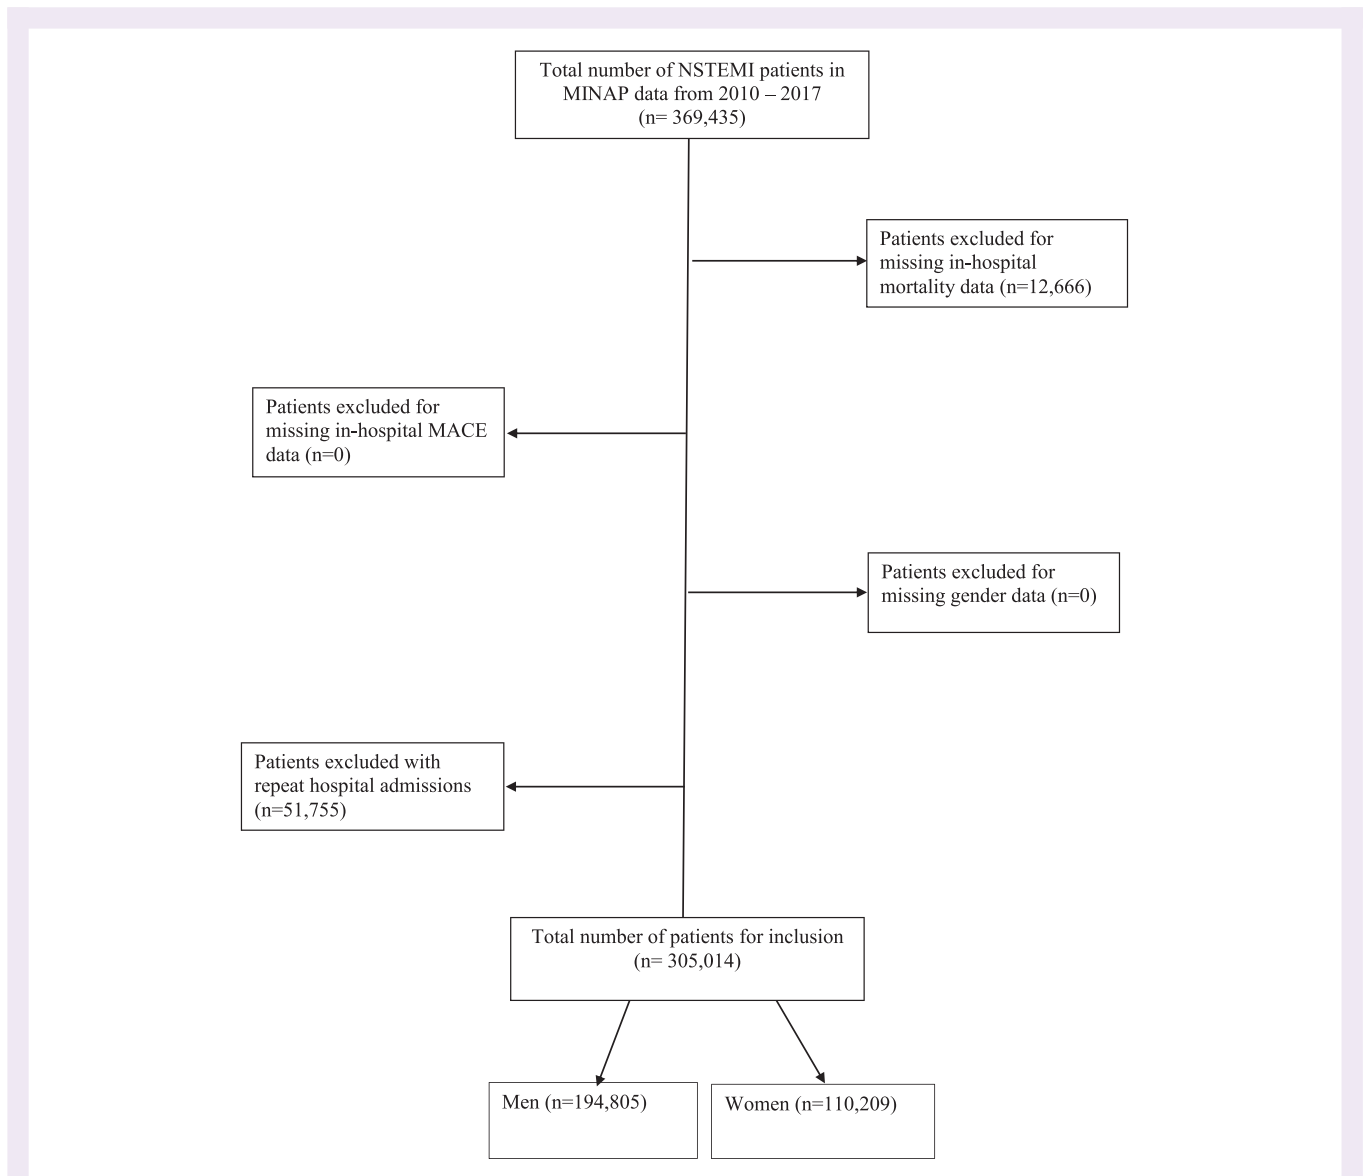 Total number of NSTEMI patients in
MINAP data from 2010 – 2017
(n= 369,435)
Patients excluded for
missing in-hospital
mortality data (n=12,666)
Patients excluded for
missing in-hospital MACE
data (n=0)
Patients excluded for
missing gender data (n=0)
Patients excluded with
repeat hospital admissions
(n=51,755)
Total number of patients for inclusion
(n= 305,014)
Men (n=194,805)
Women (n=110,209)